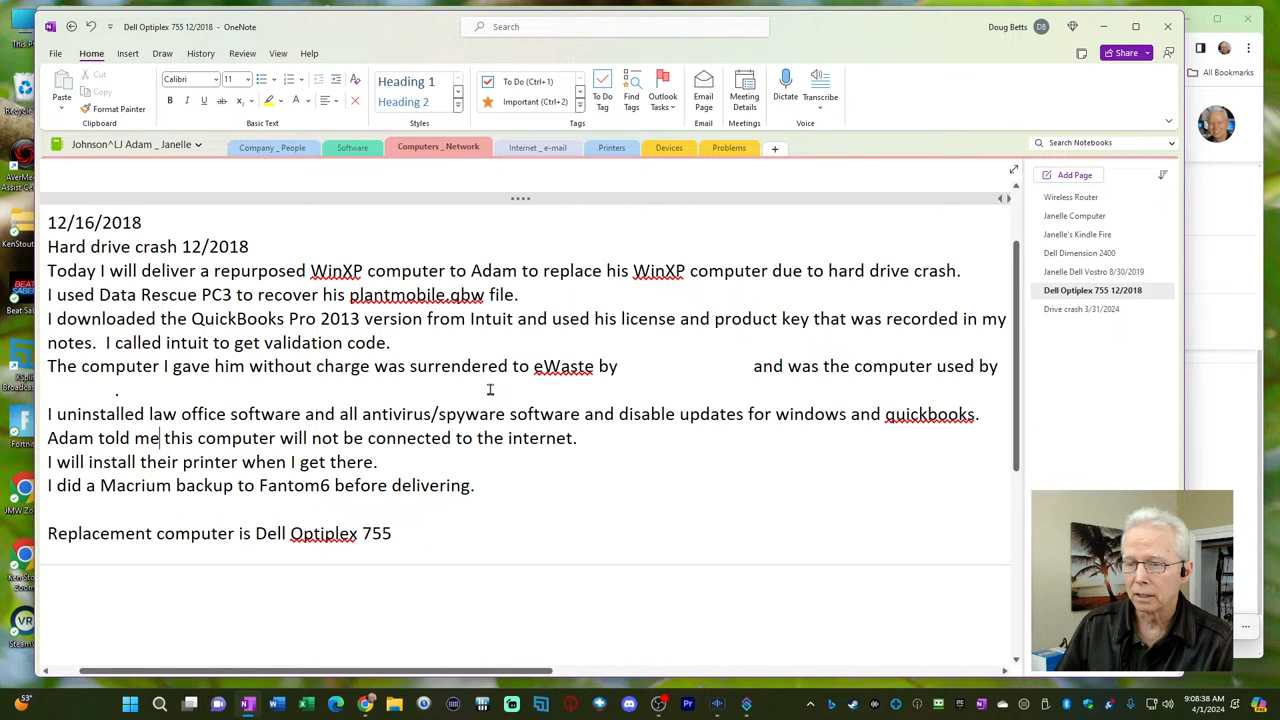 Dell Optiplex 755 12/2018 - OneNote
Search
Doug Betts
DB
File
Home
Insert
Draw
History
Review
View
Help
Share
All Bookmarks
Paste
Cut
Copy
Format Painter
Clipboard
Calibri
11
B
I
U
Basic Text
Heading 1
Heading 2
Styles
To Do (Ctrl+1)
Important (Ctrl+2)
To Do Tag
Find Tags
Outlook Tasks
Tags
Email Page
Email
Meeting Details
Meetings
Dictate
Transcribe
Voice
Johnson^LJ Adam _ Janelle
Company _ People
Software
Computers _ Network
Internet _ e-mail
Printers
Devices
Problems
Search Notebooks
Add Page
Wireless Router
Janelle Computer
Janelle's Kindle Fire
Dell Dimension 2400
Janelle Dell Vostro 8/30/2019
Dell Optiplex 755 12/2018
Drive crash 3/31/2024
12/16/2018
Hard drive crash 12/2018
Today I will deliver a repurposed WinXP computer to Adam to replace his WinXP computer due to hard drive crash.
I used Data Rescue PC3 to recover his plantmobile.qbw file.
I downloaded the QuickBooks Pro 2013 version from Intuit and used his license and product key that was recorded in my
notes.  I called intuit to get validation code.
The computer I gave him without charge was surrendered to eWaste by and was the computer used by
.
I uninstalled law office software and all antivirus/spyware software and disable updates for windows and quickbooks.
Adam told me this computer will not be connected to the internet.
I will install their printer when I get there.
I did a Macrium backup to Fantom6 before delivering.
Replacement computer is Dell Optiplex 755
53°
9:08:38 AM
4/1/2024